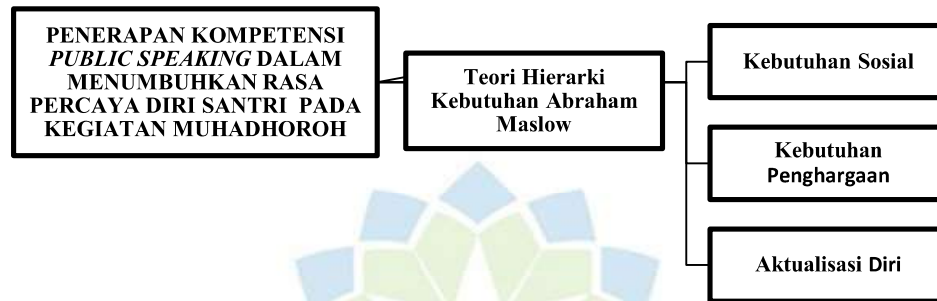 PENERAPAN KOMPETENSI
PUBLIC SPEAKING DALAM
MENUMBUHKAN RASA
PERCAYA DIRI SANTRI PADA
KEGIATAN MUHADHOROH
Teori Hierarki
Kebutuhan Abraham
Maslow
Kebutuhan Sosial
Kebutuhan
Penghargaan
Aktualisasi Diri